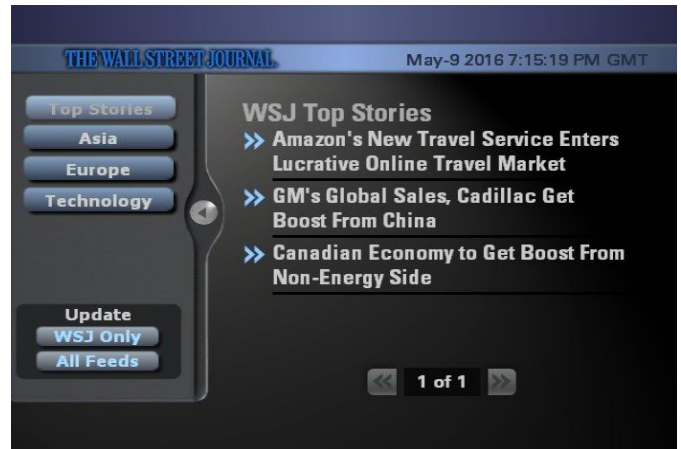 THE WALL STREET JOURNAL.
May-9 2016 7:15:19 PM GMT
Top Stories
Asia
Europe
Technology
Update
WSJ Only
All Feeds
WSJ Top Stories
Amazon's New Travel Service Enters
Lucrative Online Travel Market
GM's Global Sales, Cadillac Get
Boost From China
Canadian Economy to Get Boost From
Non-Energy Side
1 of 1